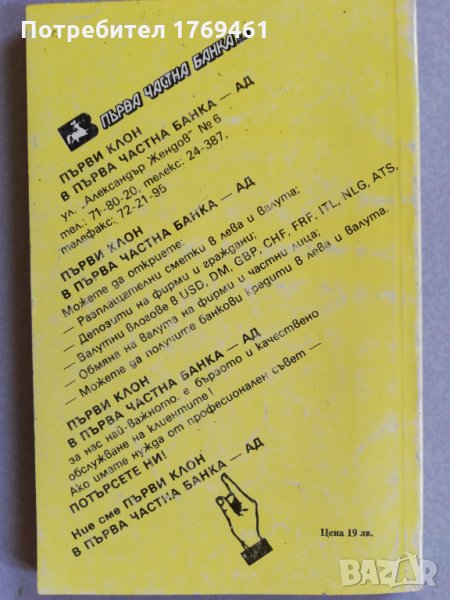 Потребител 1769461
ПЪРВА ЧАСТНА БАНКА
ПЪРВИ КЛОН
В ПЪРВА ЧАСТНА БАНКА — АД
ул. „Александър Жендов" № 6
тел.: 71-80-20, телекс: 24-387,
телефакс: 72-21-95
ПЪРВИ КЛОН
В ПЪРВА ЧАСТНА БАНКА — АД
Можете да откриете:
— Разплащателни сметки в лева и валута;
— Депозити на фирми и граждани;
— Валутни влогове в USD, DM, GBP, CHF, FRF, ITL, NLG, ATS.
— Обмяна на валута на фирми и частни лица;
— Можете да получите банкови кредити в лева и валута.
ПЪРВИ КЛОН
В ПЪРВА ЧАСТНА БАНКА — АД
за нас най-важното, е бързото и качествено
обслужване на клиентите!
Ако имате нужда от професионален съвет —
ПОТЪРСЕТЕ НИ!
Ние сме ПЪРВИ КЛОН
В ПЪРВА ЧАСТНА БАНКА — АД
Цена 19 лв.
BAZAR